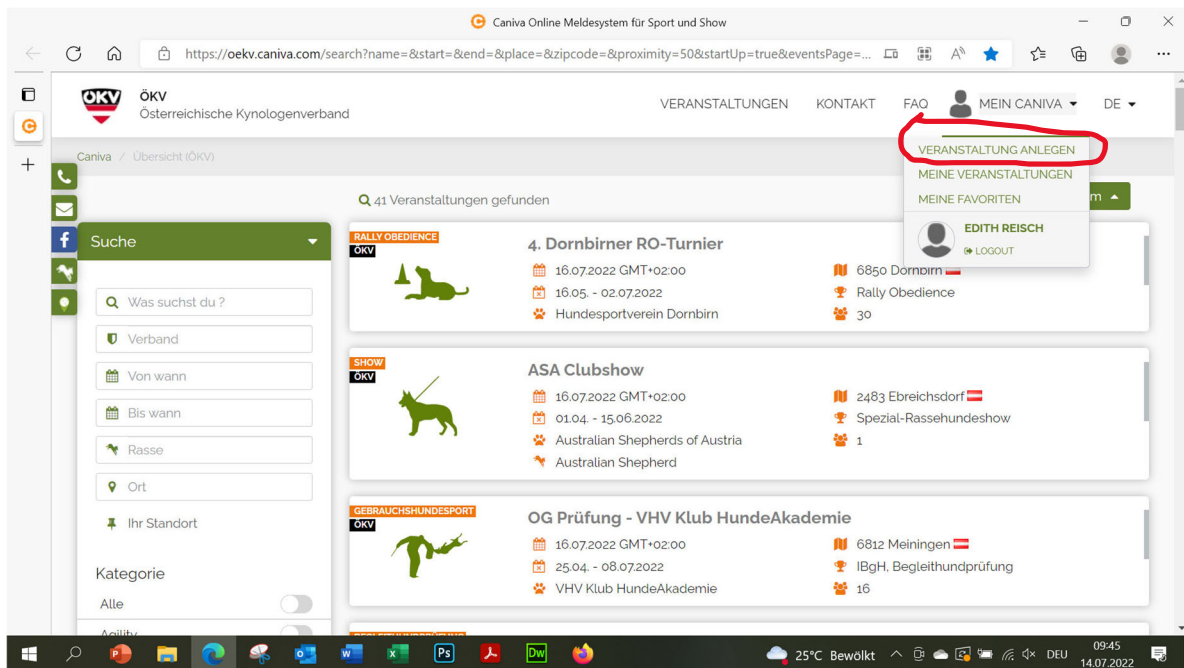 Caniva Online Meldesystem für Sport und Show
https://oekv.caniva.com/search?name=&start=&end=&place=&zipcode=&proximity=50&startUp=true&eventsPage=...
ÖKV
ÖKV
Österreichische Kynologenverband
VERANSTALTUNGEN KONTAKT FAQ MEIN CANIVA DE
Caniva / Übersicht (ÖKV)
VERANSTALTUNG ANLEGEN
MEINE VERANSTALTUNGEN
MEINE FAVORITEN
EDITH REISCH
LOGOUT
41 Veranstaltungen gefunden
Suche
Was suchst du ?
Verband
Von wann
Bis wann
Rasse
Ort
Ihr Standort
Kategorie
Alle
Agility
RALLY OBEDIENCE
ÖKV
4. Dornbirner RO-Turnier
16.07.2022 GMT+02:00 6850 Dornbirn
16.05. - 02.07.2022 Rally Obedience
Hundesportverein Dornbirn 30
SHOW
ÖKV
ASA Clubshow
16.07.2022 GMT+02:00 2483 Ebreichsdorf
01.04. - 15.06.2022 Spezial-Rassehundeshow
Australian Shepherds of Austria 1
Australian Shepherd
GEBRAUCHSHUNDESPORT
ÖKV
OG Prüfung - VHV Klub HundeAkademie
16.07.2022 GMT+02:00 6812 Meiningen
25.04. - 08.07.2022 IBgH, Begleithundprüfung
VHV Klub HundeAkademie 16
25°C Bewölkt DEU 09:45
14.07.2022